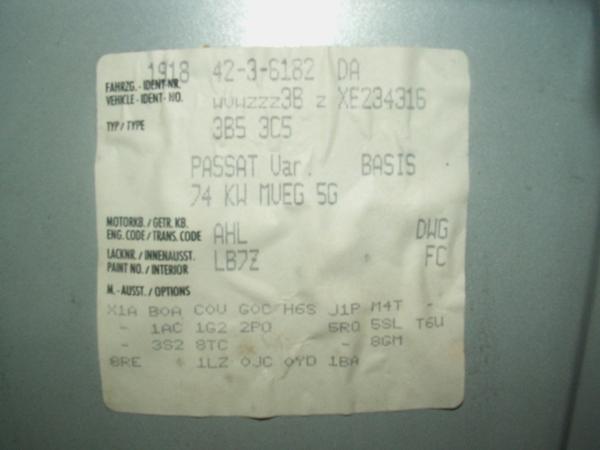 1918 42-3-6182 DA
FAHRZG.-IDENT-NR.
VEHICLE-IDENT-NO. WVWZZZ3B Z XE234316
TYP/TYPE 3B5 3C5
PASSAT Var. BASIS
74 KW MVEG 5G
MOTORKB./GETR.KB.
ENG.CODE/TRANS.CODE AHL DWG
LACKNR./INNENAUSST.
PAINT NO./INTERIOR LB7Z FC
M.-AUSST./OPTIONS
X1A B0A C0U G0C H6S J1P M4T -
- 1AC 1G2 2P0 5RQ 5SL T6U
- 3S2 8TC - 8GM
8RE 1LZ 0JC 0YD 1BA